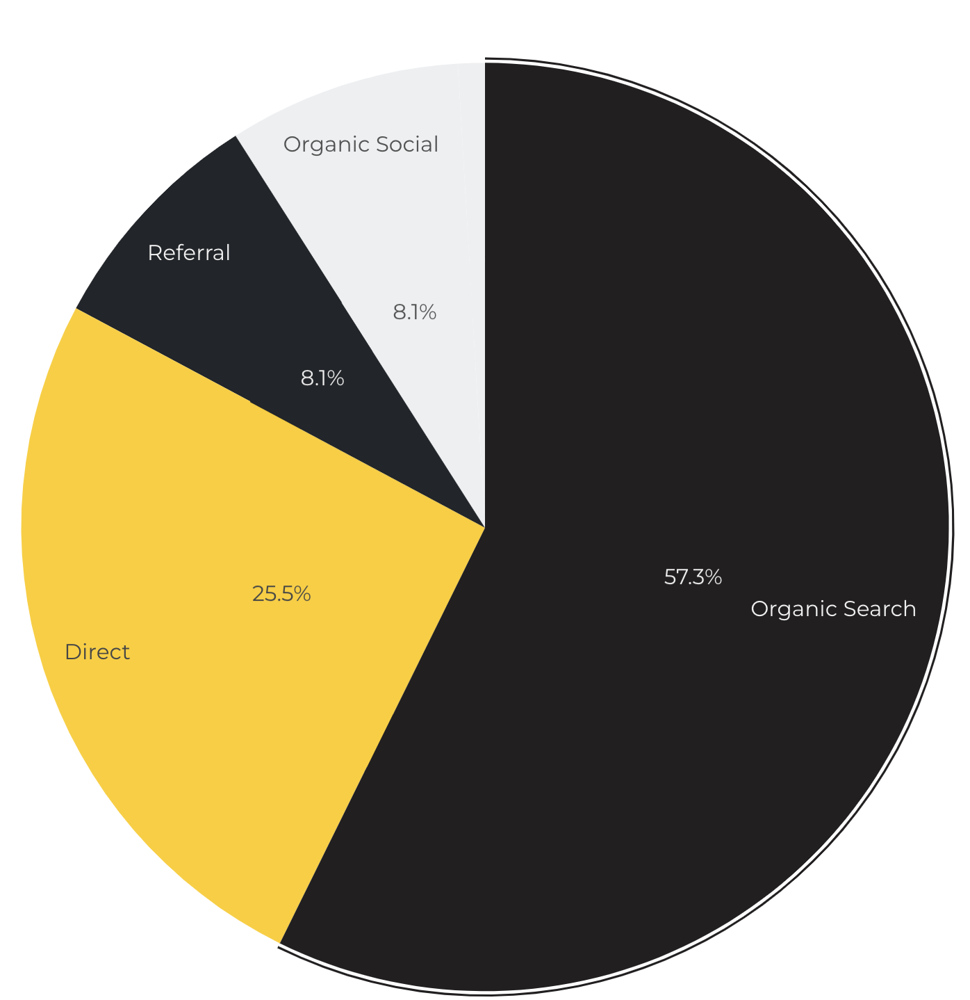 Organic Social
Referral
8.1%
8.1%
57.3%
25.5%
Organic Search
Direct